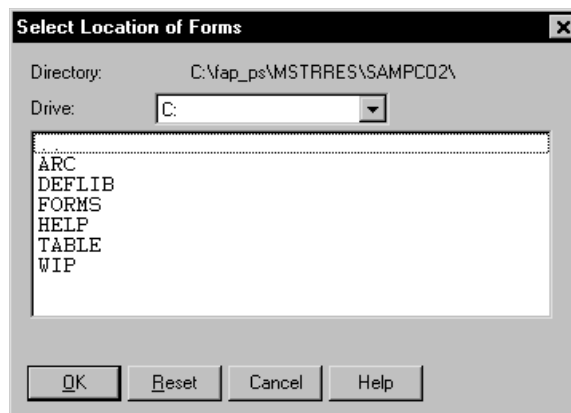 Select Location of Forms
Directory: C:\fap_ps\MSTRRES\SAMPCO2\
Drive: C:
..
ARC
DEFLIB
FORMS
HELP
TABLE
WIP
OK Reset Cancel Help